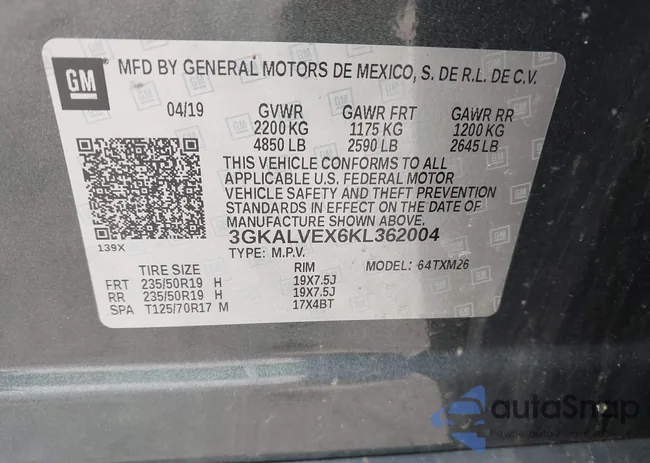 GM MFD BY GENERAL MOTORS DE MEXICO, S. DE R.L. DE C.V.
04/19 GVWR GAWR FRT GAWR RR
2200 KG 1175 KG 1200 KG
4850 LB 2590 LB 2645 LB
THIS VEHICLE CONFORMS TO ALL
APPLICABLE U.S. FEDERAL MOTOR
VEHICLE SAFETY AND THEFT PREVENTION
STANDARDS IN EFFECT ON THE DATE OF
MANUFACTURE SHOWN ABOVE.
3GKALVEX6KL362004
139X
TYPE: M.P.V. MODEL: 64TXM26
TIRE SIZE RIM
FRT 235/50R19 H 19X7.5J
RR 235/50R19 H 19X7.5J
SPA T125/70R17 M 17X4BT
autoSnap